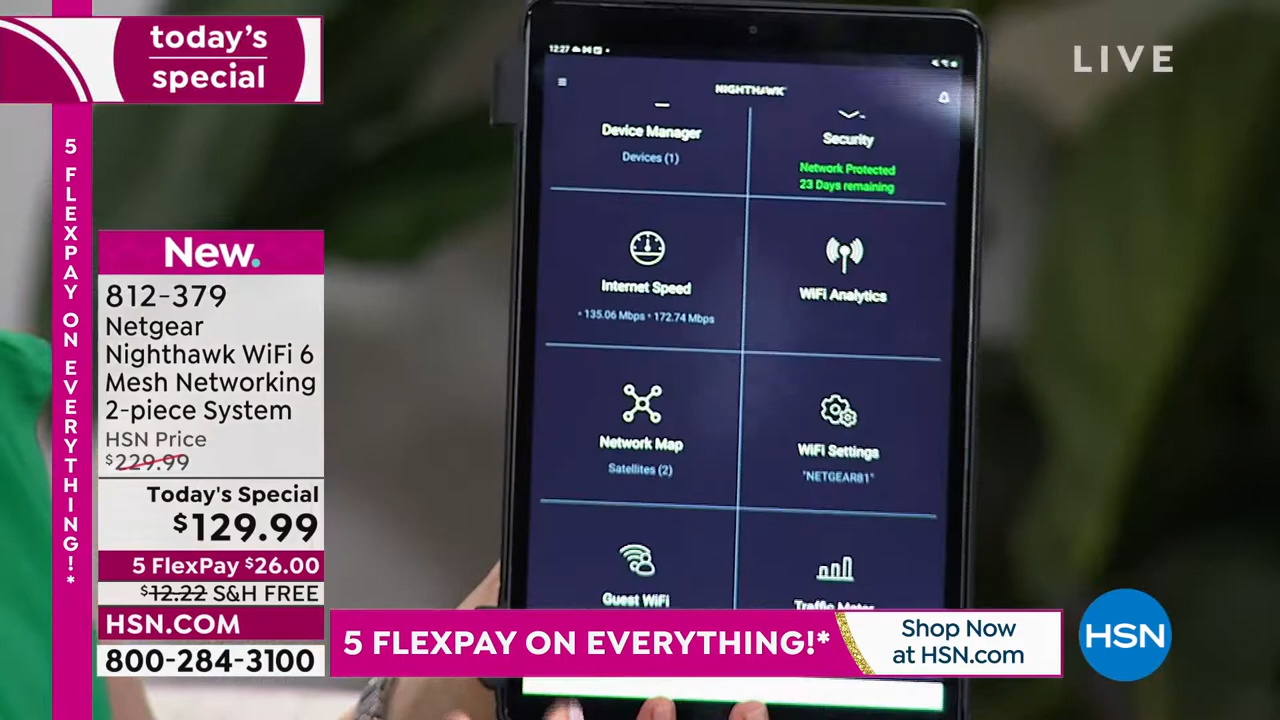 today's
special
LIVE
5 FLEXPAY ON EVERYTHING!*
New.
812-379
Netgear
Nighthawk WiFi 6
Mesh Networking
2-piece System
HSN Price
$229.99
Today's Special
$129.99
5 FlexPay $26.00
$12.22 S&H FREE
HSN.COM
800-284-3100
12:27
NIGHTHAWK
Device Manager
Devices (1)
Security
Network Protected
23 Days remaining
Internet Speed
135.06 Mbps 172.74 Mbps
WiFi Analytics
Network Map
Satellites (2)
WiFi Settings
"NETGEAR81"
Guest WiFi
Traffic Meter
5 FLEXPAY ON EVERYTHING!*
Shop Now
at HSN.com
HSN